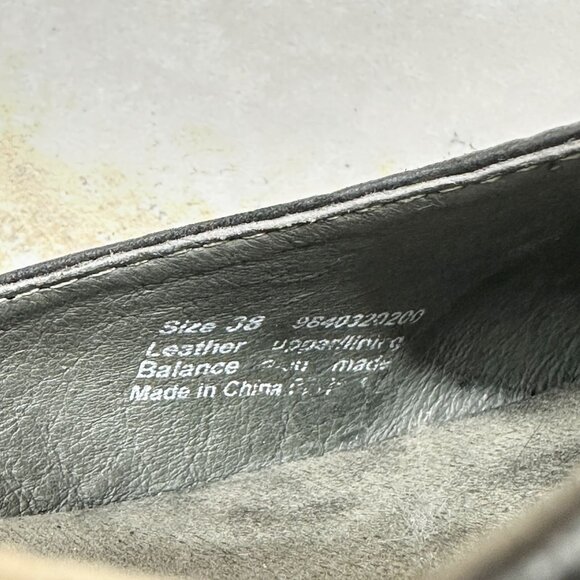 Size 38 9840320200
Leather upper/lining
Balance made
Made in China